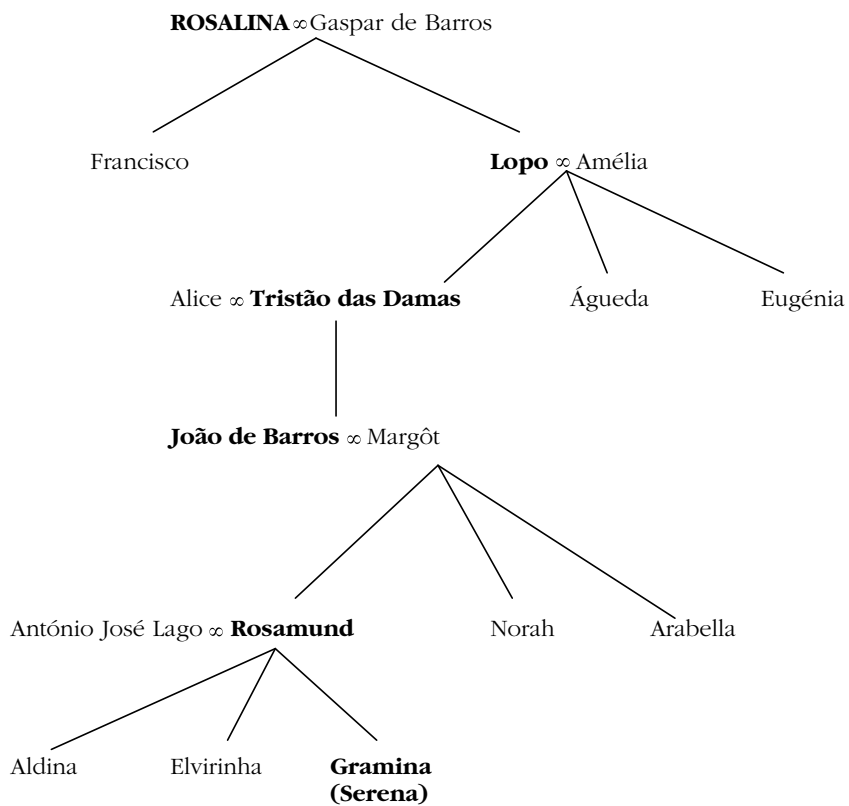 ROSALINA ∞ Gaspar de Barros
Francisco
Lopo ∞ Amélia
Alice ∞ Tristão das Damas
Águeda
Eugénia
João de Barros ∞ Margôt
António José Lago ∞ Rosamund
Norah
Arabella
Aldina
Elvirinha
Gramina
(Serena)